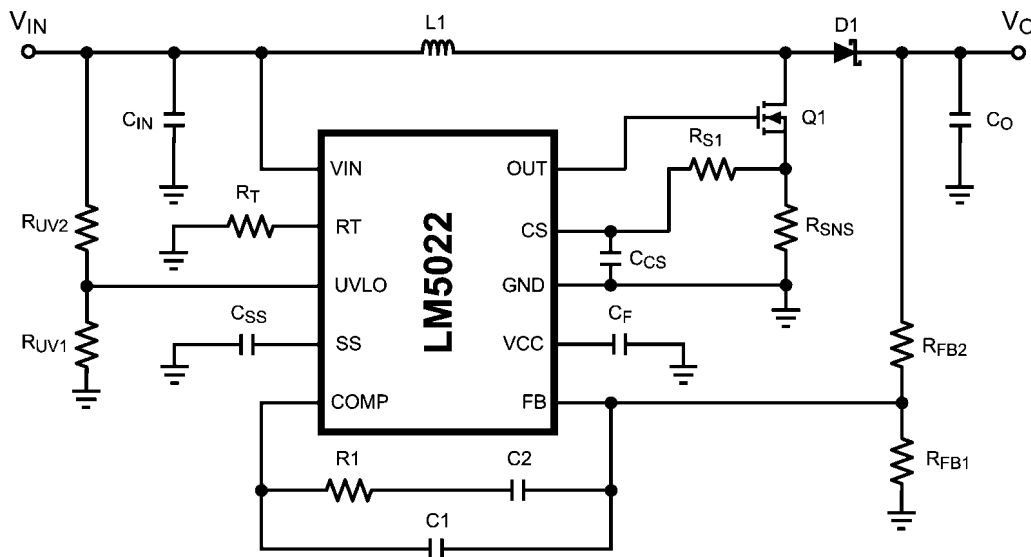 VIN
L1
D1
VO
CIN
Q1
CO
RS1
VIN
OUT
RT
RUV2
RT
CS
RSNS
CCS
LM5022
UVLO
GND
CSS
CF
RUV1
SS
VCC
RFB2
COMP
FB
R1
C2
RFB1
C1